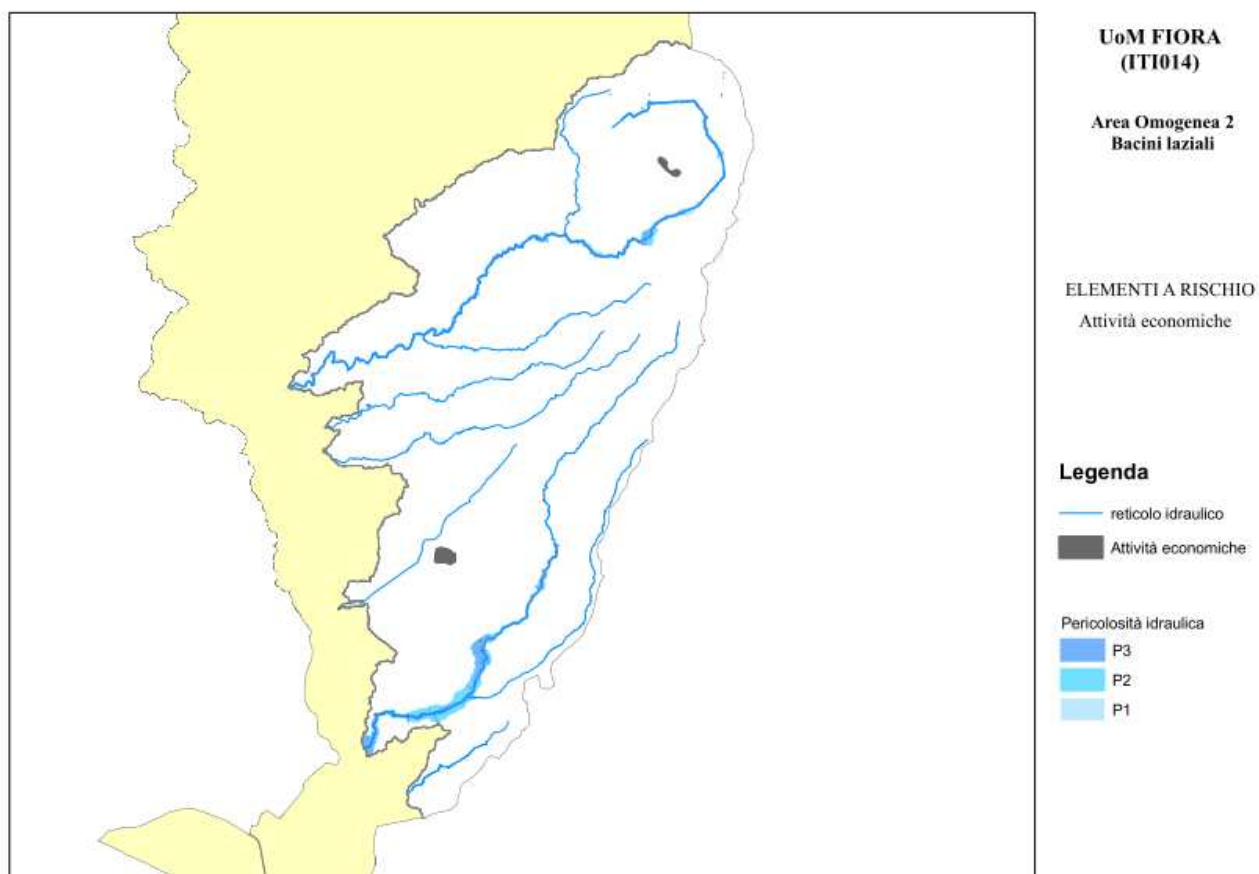 UoM FIORA
(ITI014)
Area Omogenea 2
Bacini laziali
ELEMENTI A RISCHIO
Attività economiche
Legenda
reticolo idraulico
Attività economiche
Pericolosità idraulica
P3
P2
P1